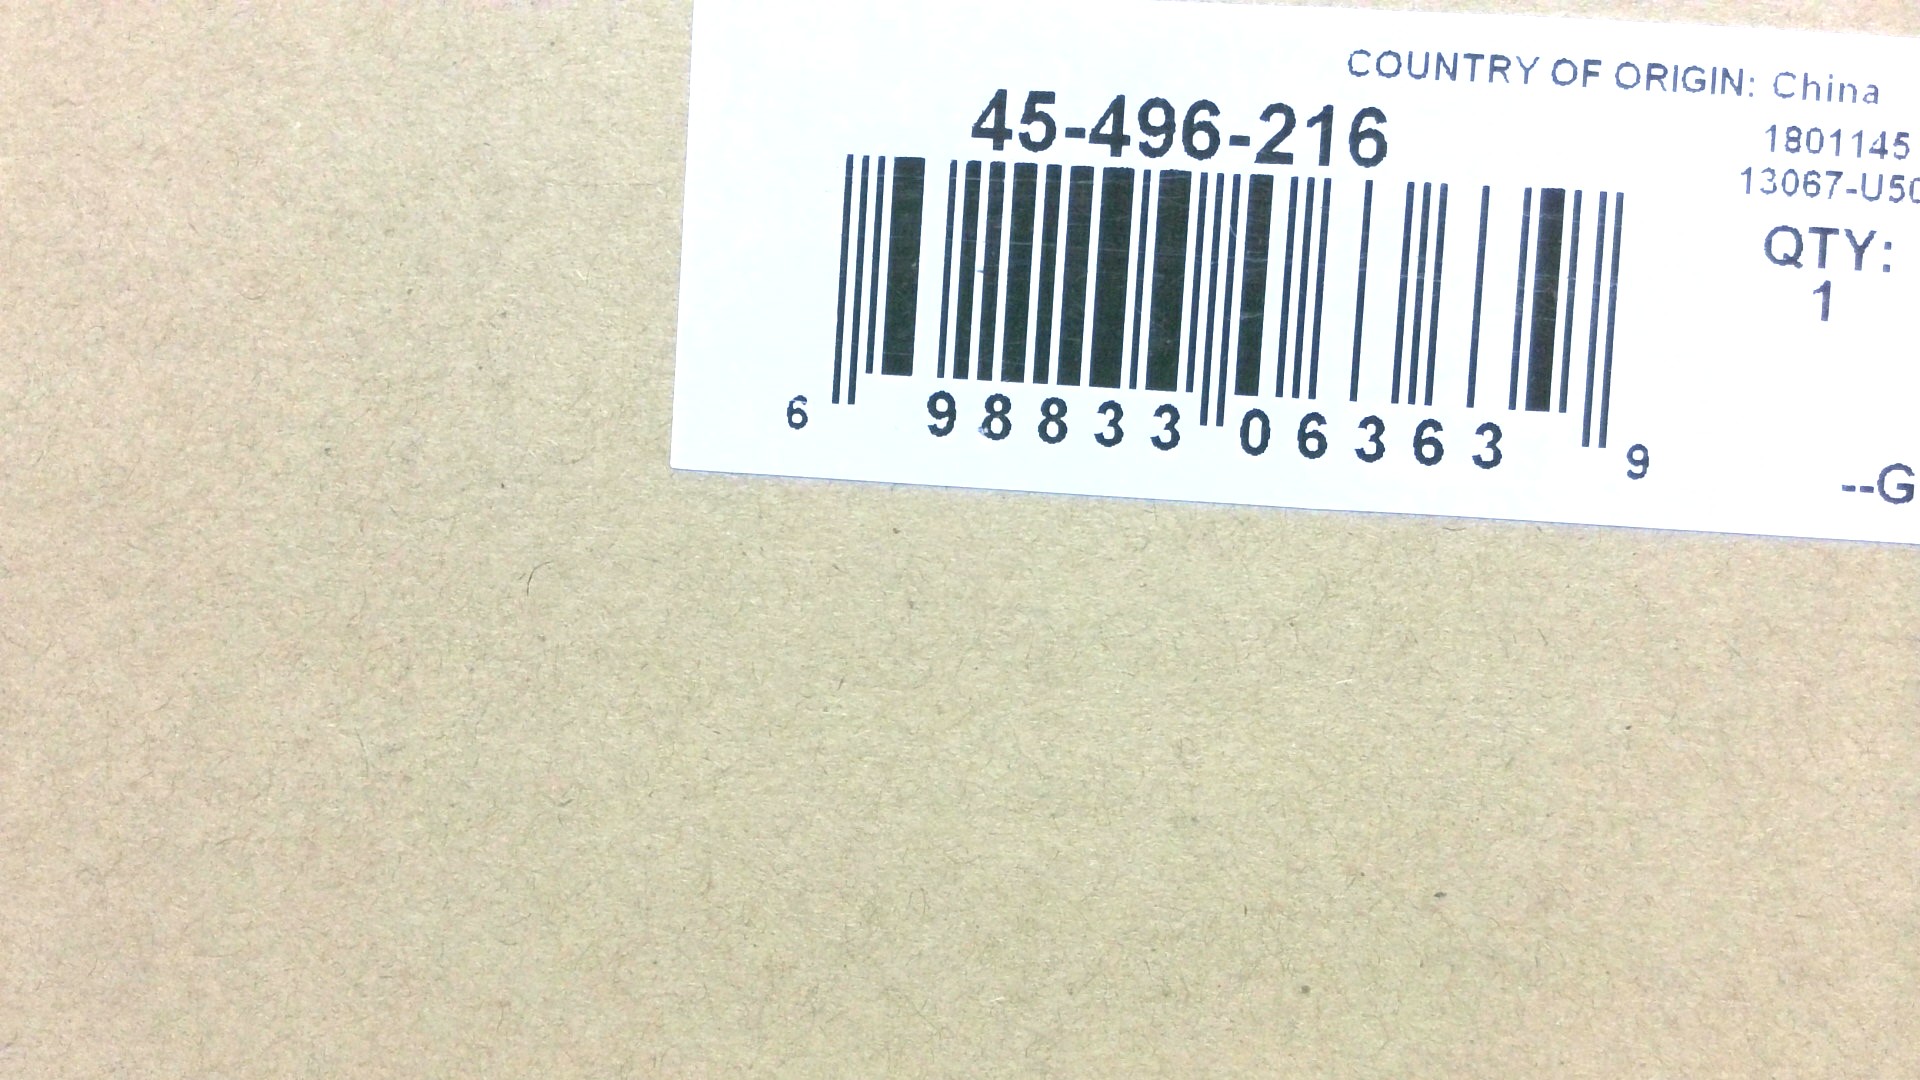 COUNTRY OF ORIGIN: China
45-496-216
1801145
13067-U50
QTY:
1
6 98833 06363 9
--G